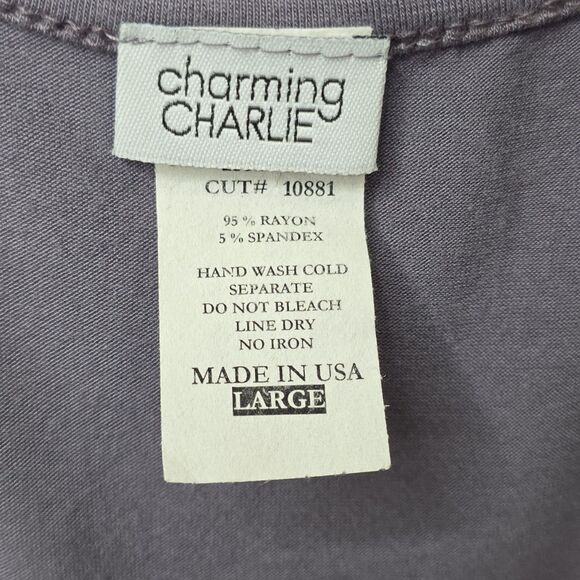 charming
CHARLIE
CUT# 10881
95 % RAYON
5 % SPANDEX
HAND WASH COLD
SEPARATE
DO NOT BLEACH
LINE DRY
NO IRON
MADE IN USA
LARGE